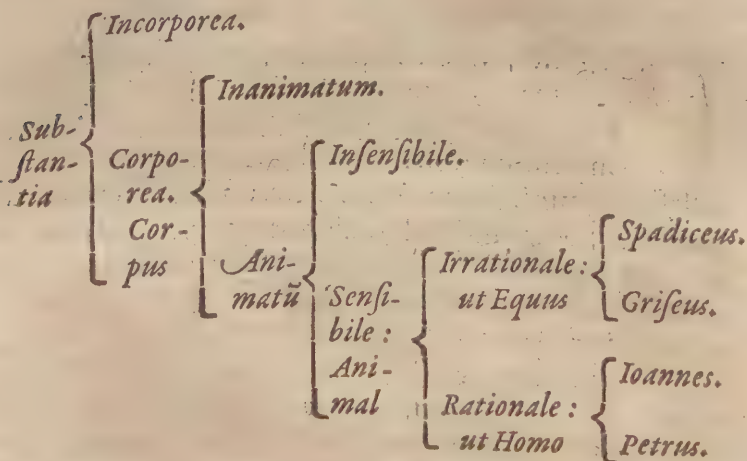 Incorporea.
Sub-
ſtan-
tia
Corpo-
rea.
Cor-
pus
Inanimatum.
Ani-
matũ
Inſenſibile.
Senſi-
bile :
Ani-
mal
Irrationale :
ut Equus
Spadiceus.
Griſeus.
Rationale :
ut Homo
Ioannes.
Petrus.